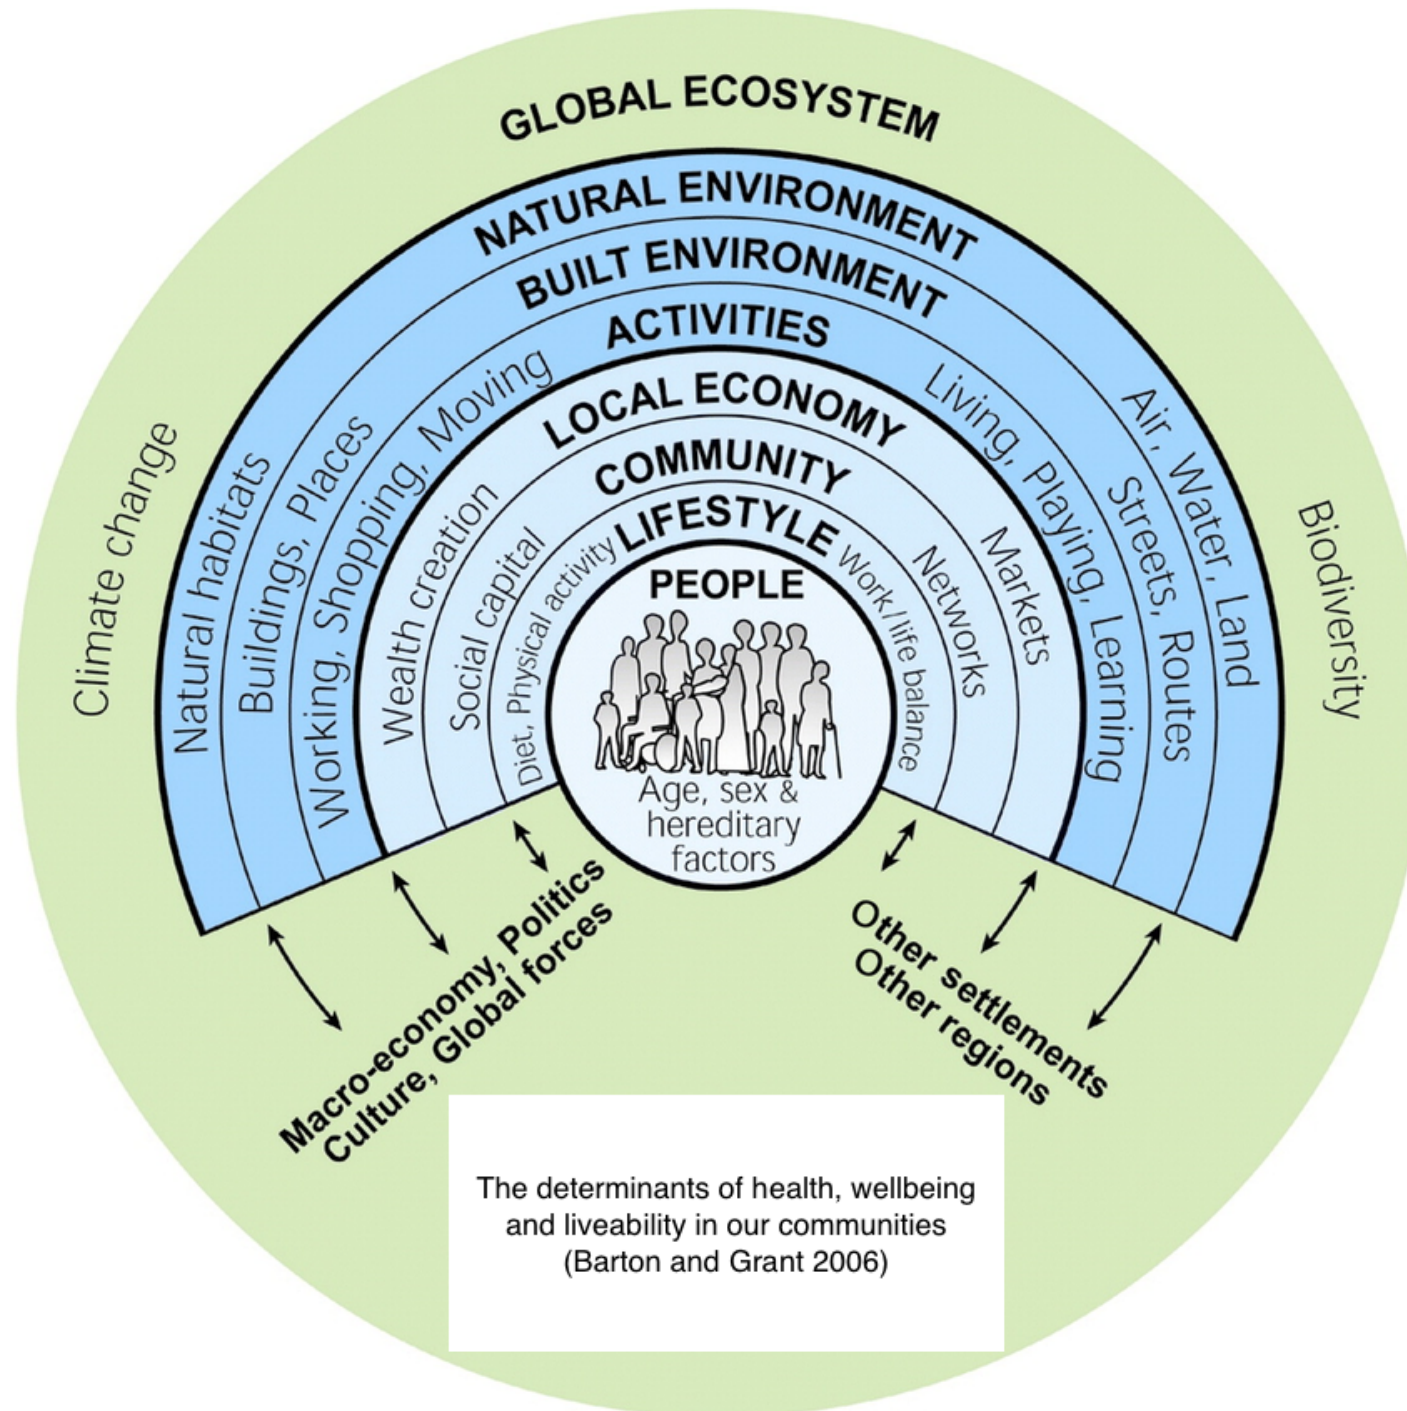 GLOBAL ECOSYSTEM
NATURAL ENVIRONMENT
BUILT ENVIRONMENT
ACTIVITIES
LOCAL ECONOMY
COMMUNITY
LIFESTYLE
PEOPLE
Age, sex &
hereditary
factors
Climate change
Natural habitats
Buildings, Places
Working, Shopping, Moving
Wealth creation
Social capital
Diet, Physical activity
Work/life balance
Networks
Markets
Living, Playing, Learning
Streets, Routes
Air, Water, Land
Biodiversity
Macro-economy, Politics
Culture, Global forces
Other settlements
Other regions
The determinants of health, wellbeing
and liveability in our communities
(Barton and Grant 2006)